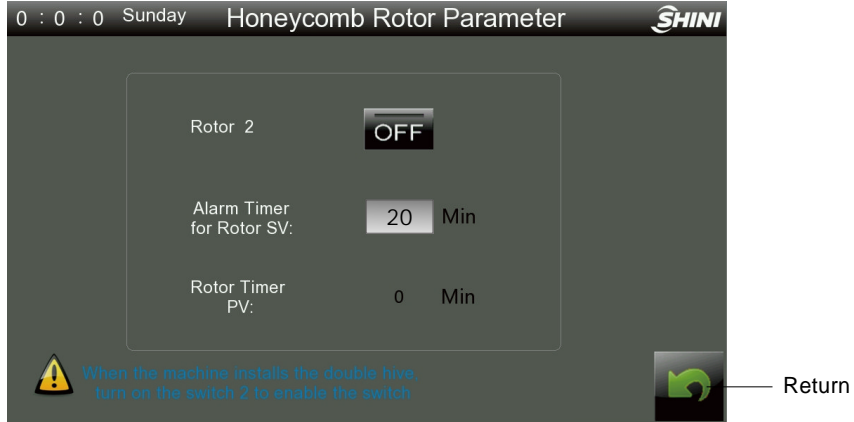 0 : 0 : 0 Sunday Honeycomb Rotor Parameter SHINI
Rotor 2 OFF
Alarm Timer
for Rotor SV: 20 Min
Rotor Timer
PV: 0 Min
When the machine installs the double hive,
turn on the switch 2 to enable the switch
Return